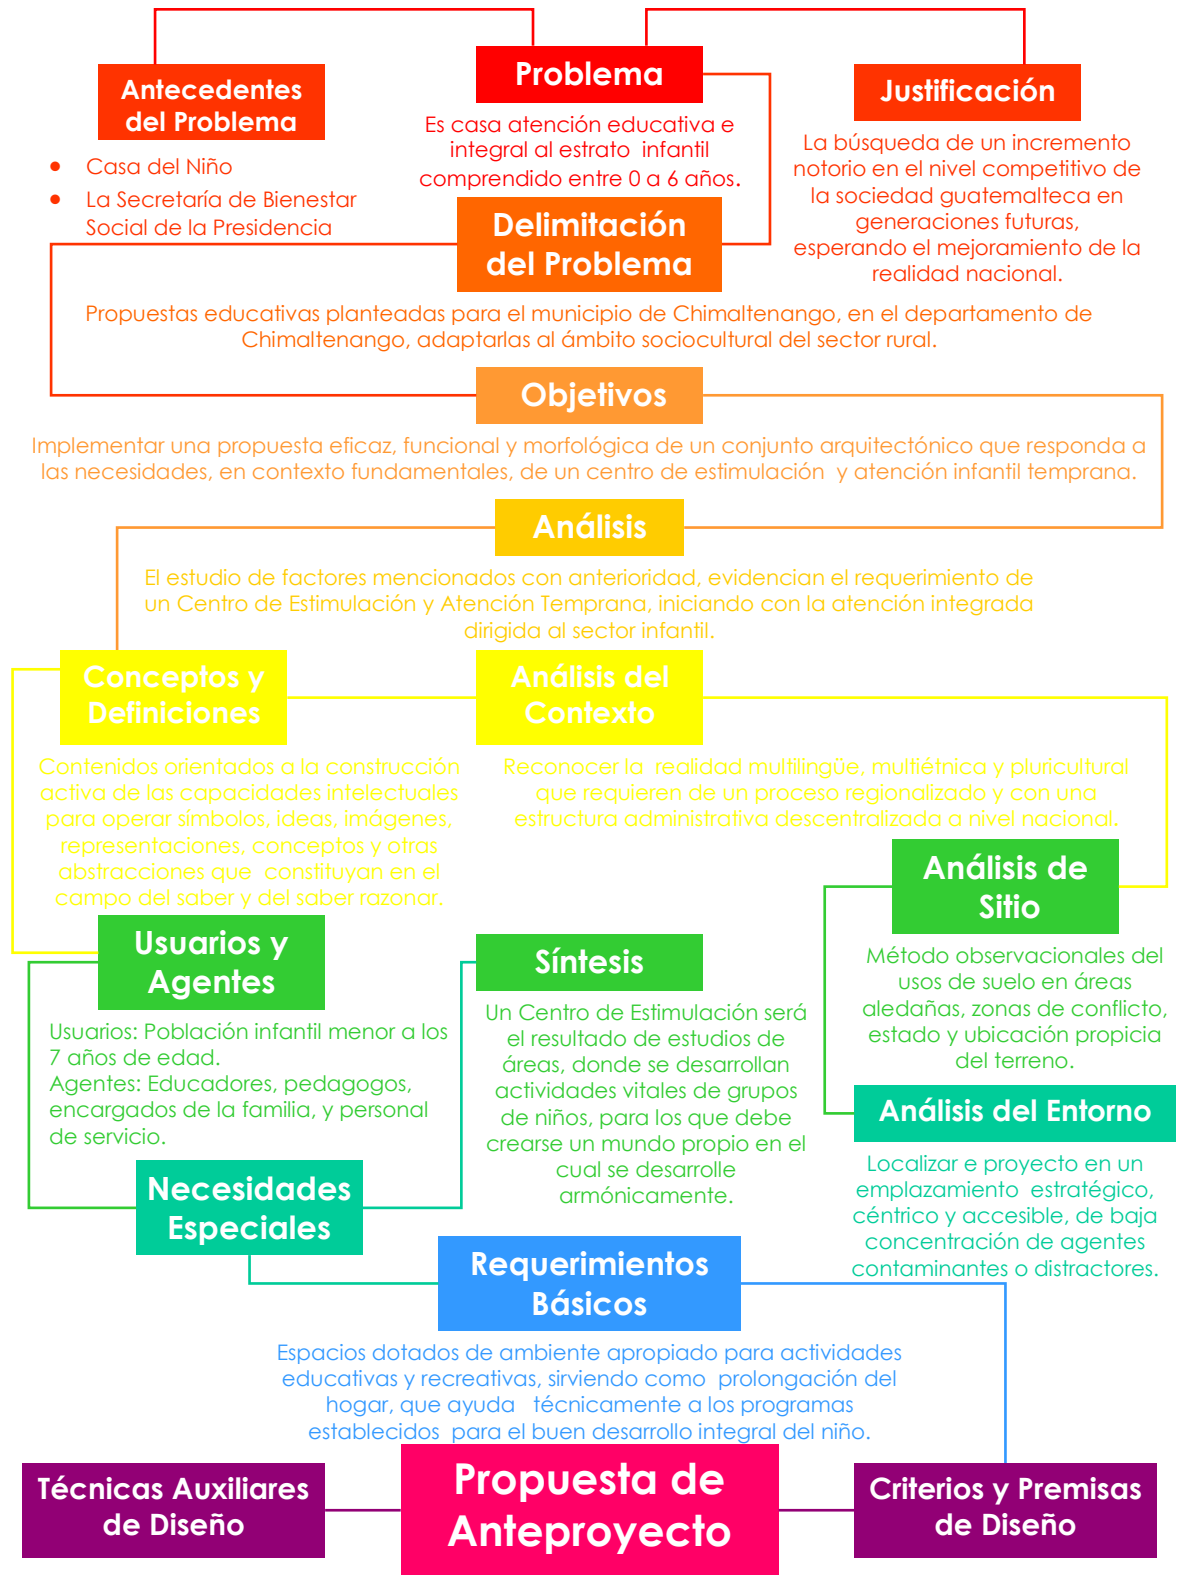 Problema
Es casa atención educativa e
integral al estrato infantil
comprendido entre 0 a 6 años.
Antecedentes
del Problema
• Casa del Niño
• La Secretaría de Bienestar
Social de la Presidencia
Justificación
La búsqueda de un incremento
notorio en el nivel competitivo de
la sociedad guatemalteca en
generaciones futuras,
esperando el mejoramiento de la
realidad nacional.
Delimitación
del Problema
Propuestas educativas planteadas para el municipio de Chimaltenango, en el departamento de
Chimaltenango, adaptarlas al ámbito sociocultural del sector rural.
Objetivos
Implementar una propuesta eficaz, funcional y morfológica de un conjunto arquitectónico que responda a
las necesidades, en contexto fundamentales, de un centro de estimulación y atención infantil temprana.
Análisis
El estudio de factores mencionados con anterioridad, evidencian el requerimiento de
un Centro de Estimulación y Atención Temprana, iniciando con la atención integrada
dirigida al sector infantil.
Conceptos y
Definiciones
Contenidos orientados a la construcción
activa de las capacidades intelectuales
para operar símbolos, ideas, imágenes,
representaciones, conceptos y otras
abstracciones que constituyan en el
campo del saber y del saber razonar.
Análisis del
Contexto
Reconocer la realidad multilingüe, multiétnica y pluricultural
que requieren de un proceso regionalizado y con una
estructura administrativa descentralizada a nivel nacional.
Análisis de
Sitio
Método observacionales del
usos de suelo en áreas
aledañas, zonas de conflicto,
estado y ubicación propicia
del terreno.
Usuarios y
Agentes
Usuarios: Población infantil menor a los
7 años de edad.
Agentes: Educadores, pedagogos,
encargados de la familia, y personal
de servicio.
Síntesis
Un Centro de Estimulación será
el resultado de estudios de
áreas, donde se desarrollan
actividades vitales de grupos
de niños, para los que debe
crearse un mundo propio en el
cual se desarrolle
armónicamente.
Análisis del Entorno
Localizar e proyecto en un
emplazamiento estratégico,
céntrico y accesible, de baja
concentración de agentes
contaminantes o distractores.
Necesidades
Especiales
Requerimientos
Básicos
Espacios dotados de ambiente apropiado para actividades
educativas y recreativas, sirviendo como prolongación del
hogar, que ayuda técnicamente a los programas
establecidos para el buen desarrollo integral del niño.
Técnicas Auxiliares
de Diseño
Propuesta de
Anteproyecto
Criterios y Premisas
de Diseño